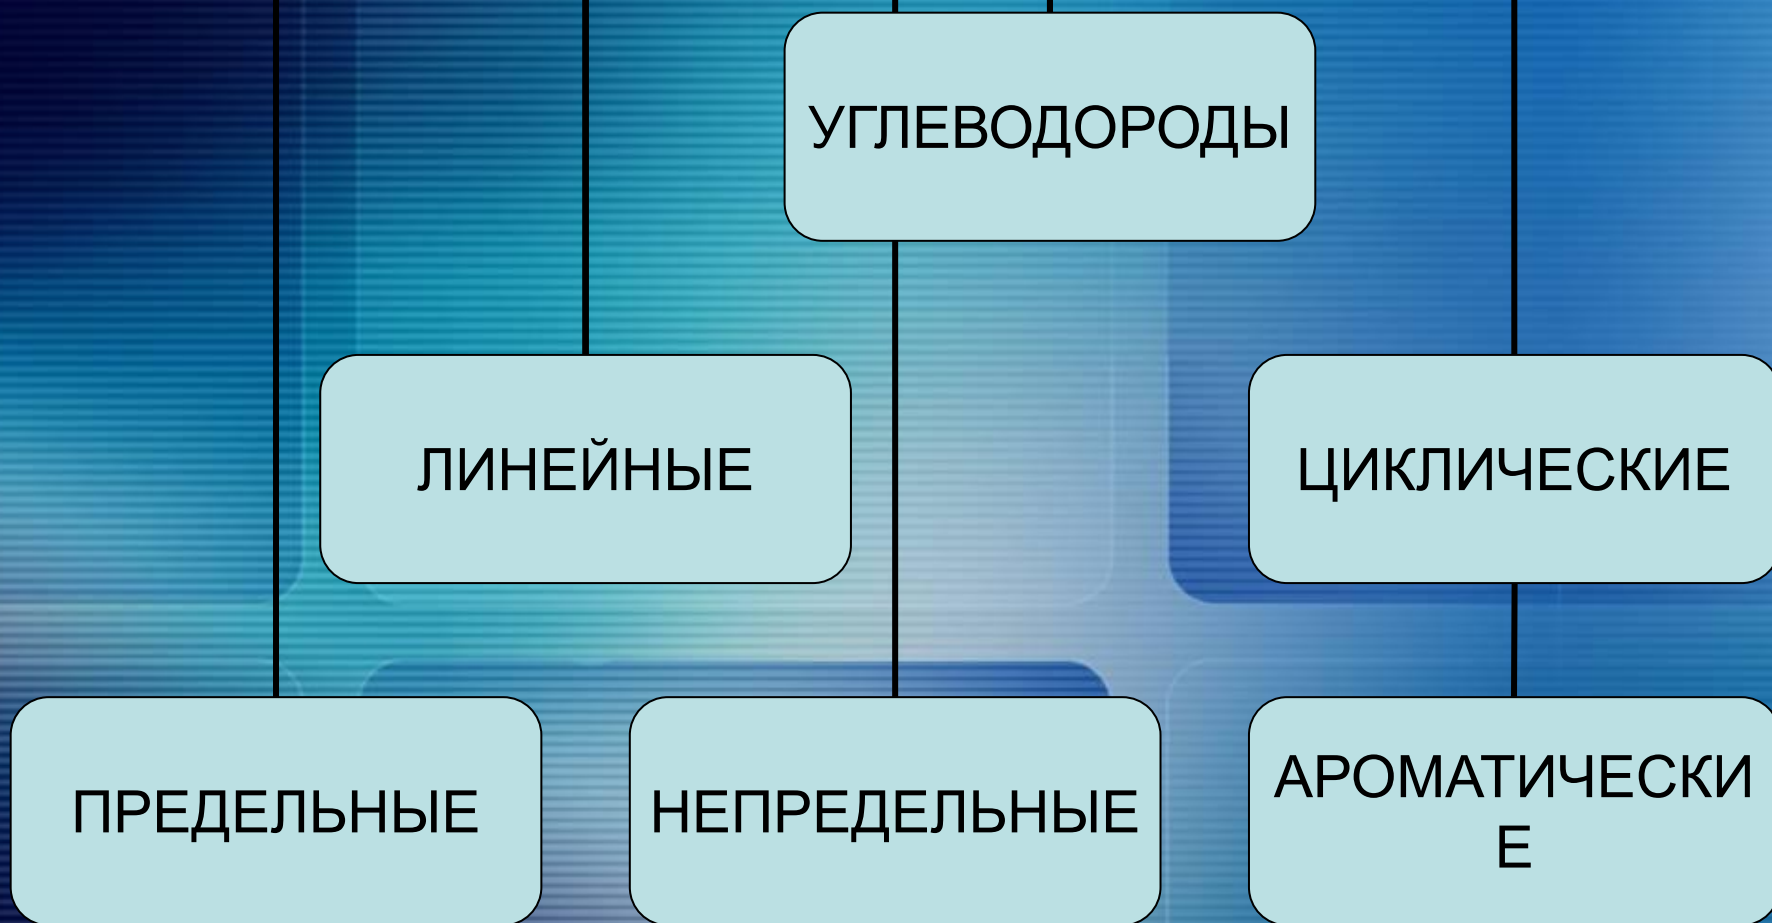 УГЛЕВОДОРОДЫ
ЛИНЕЙНЫЕ
ЦИКЛИЧЕСКИЕ
ПРЕДЕЛЬНЫЕ
НЕПРЕДЕЛЬНЫЕ
АРОМАТИЧЕСКИ
Е